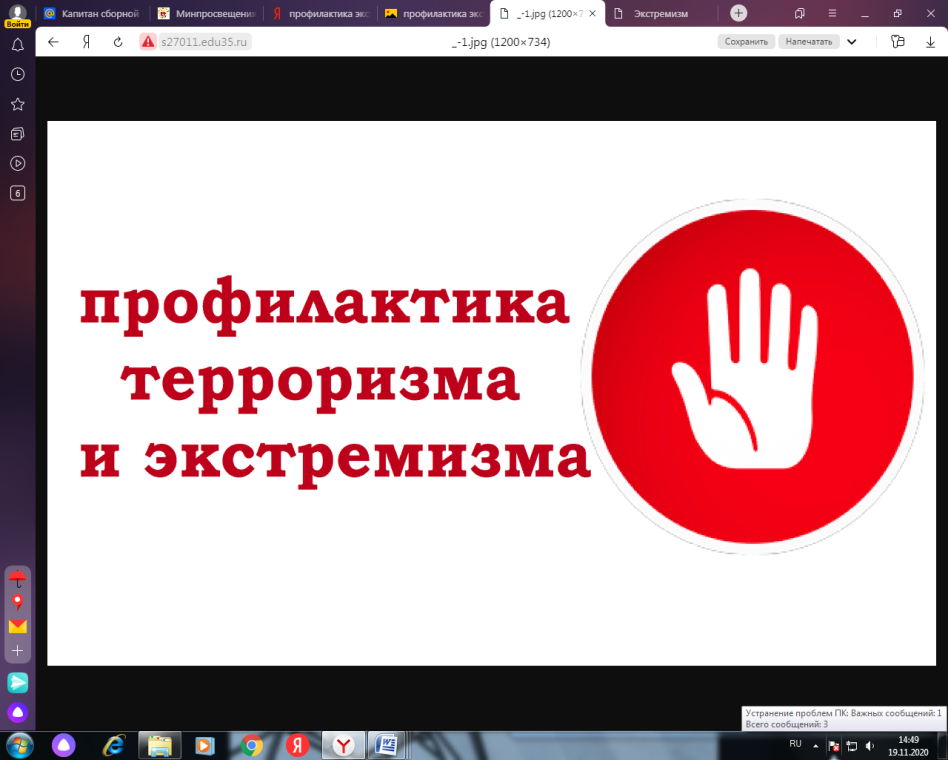 Капитан сборной
Минпросвещени
профилактика экс
профилактика экс
_-1.jpg (1200×7
Экстремизм
Войти
s27011.edu35.ru
_-1.jpg (1200×734)
Сохранить
Напечатать
6
профилактика
терроризма
и экстремизма
Устранение проблем ПК: Важных сообщений: 1
Всего сообщений: 3
RU
14:49
19.11.2020